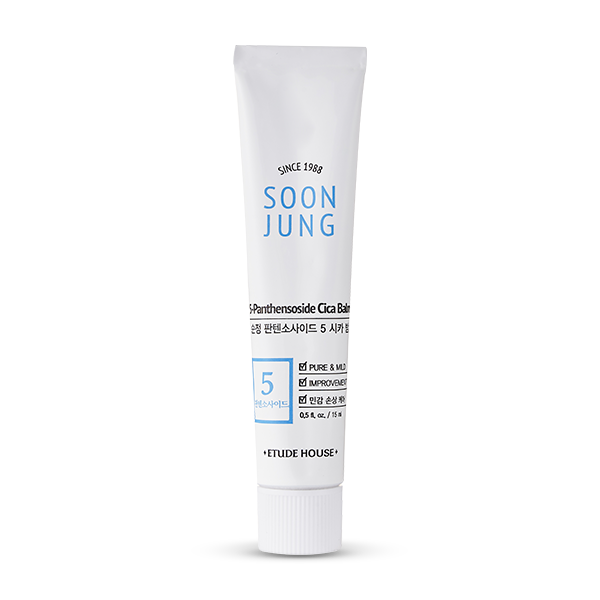 SINCE 1988
SOON
JUNG
5-Panthensoside Cica Balm
순정 판텐소사이드 5 시카 밤
5
판텐소사이드
PURE & MILD
IMPROVEMENT
민감 손상 케어
0.5 fl. oz. / 15 ml
• ETUDE HOUSE •